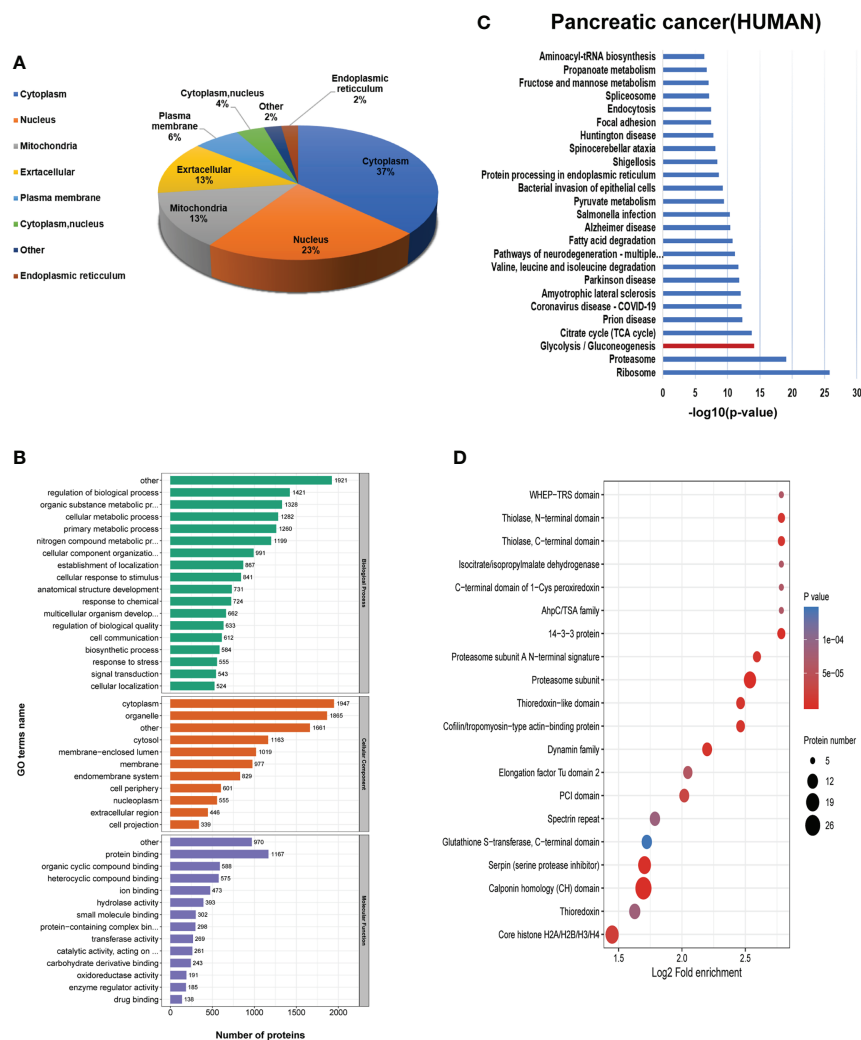 A
Cytoplasm
Nucleus
Mitochondria
Exrtacellular
Plasma membrane
Cytoplasm,nucleus
Other
Endoplasmic reticculum
Endoplasmic
reticculum
2%
Cytoplasm,nucleus
4%
Other
2%
Plasma
membrane
6%
Exrtacellular
13%
Mitochondria
13%
Nucleus
23%
Cytoplasm
37%
C
Pancreatic cancer(HUMAN)
Aminoacyl-tRNA biosynthesis
Propanoate metabolism
Fructose and mannose metabolism
Spliceosome
Endocytosis
Focal adhesion
Huntington disease
Spinocerebellar ataxia
Shigellosis
Protein processing in endoplasmic reticulum
Bacterial invasion of epithelial cells
Pyruvate metabolism
Salmonella infection
Alzheimer disease
Fatty acid degradation
Pathways of neurodegeneration - multiple...
Valine, leucine and isoleucine degradation
Parkinson disease
Amyotrophic lateral sclerosis
Coronavirus disease - COVID-19
Prion disease
Citrate cycle (TCA cycle)
Glycolysis / Gluconeogenesis
Proteasome
Ribosome
0 5 10 15 20 25 30
-log10(p-value)
B
GO terms name
other 1921
regulation of biological process 1421
organic substance metabolic pr... 1328
cellular metabolic process 1282
primary metabolic process 1260
nitrogen compound metabolic pr... 1199
cellular component organizatio... 991
establishment of localization 867
cellular response to stimulus 841
anatomical structure development 731
response to chemical 724
multicellular organism develop... 662
regulation of biological quality 633
cell communication 612
biosynthetic process 584
response to stress 555
signal transduction 543
cellular localization 524
Biological Process
cytoplasm 1947
organelle 1865
other 1661
cytosol 1163
membrane−enclosed lumen 1019
membrane 977
endomembrane system 829
cell periphery 601
nucleoplasm 555
extracellular region 446
cell projection 339
Cellular Component
other 970
protein binding 1167
organic cyclic compound binding 588
heterocyclic compound binding 575
ion binding 473
hydrolase activity 393
small molecule binding 302
protein−containing complex bin... 298
transferase activity 269
catalytic activity, acting on ... 261
carbohydrate derivative binding 243
oxidoreductase activity 191
enzyme regulator activity 185
drug binding 138
Molecular Function
0 500 1000 1500 2000
Number of proteins
D
WHEP−TRS domain
Thiolase, N−terminal domain
Thiolase, C−terminal domain
Isocitrate/isopropylmalate dehydrogenase
C−terminal domain of 1−Cys peroxiredoxin
AhpC/TSA family
14−3−3 protein
Proteasome subunit A N−terminal signature
Proteasome subunit
Thioredoxin−like domain
Cofilin/tropomyosin−type actin−binding protein
Dynamin family
Elongation factor Tu domain 2
PCI domain
Spectrin repeat
Glutathione S−transferase, C−terminal domain
Serpin (serine protease inhibitor)
Calponin homology (CH) domain
Thioredoxin
Core histone H2A/H2B/H3/H4
1.5 2.0 2.5
Log2 Fold enrichment
P value
1e−04
5e−05
Protein number
5
12
19
26